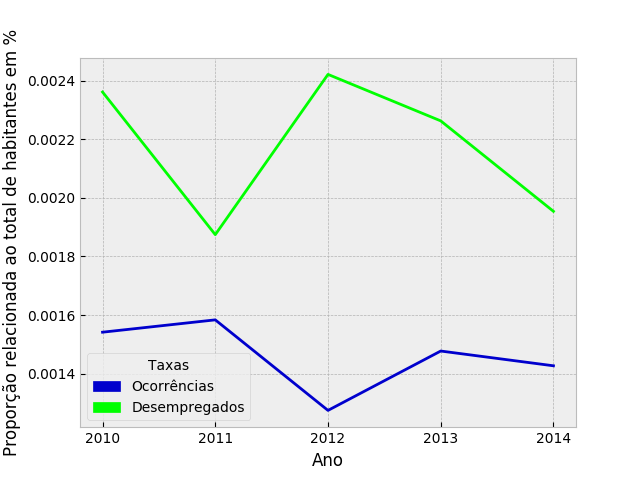 Proporção relacionada ao total de habitantes em %
0.0024
0.0022
0.0020
0.0018
0.0016
0.0014
Taxas
Ocorrências
Desempregados
2010 2011 2012 2013 2014
Ano